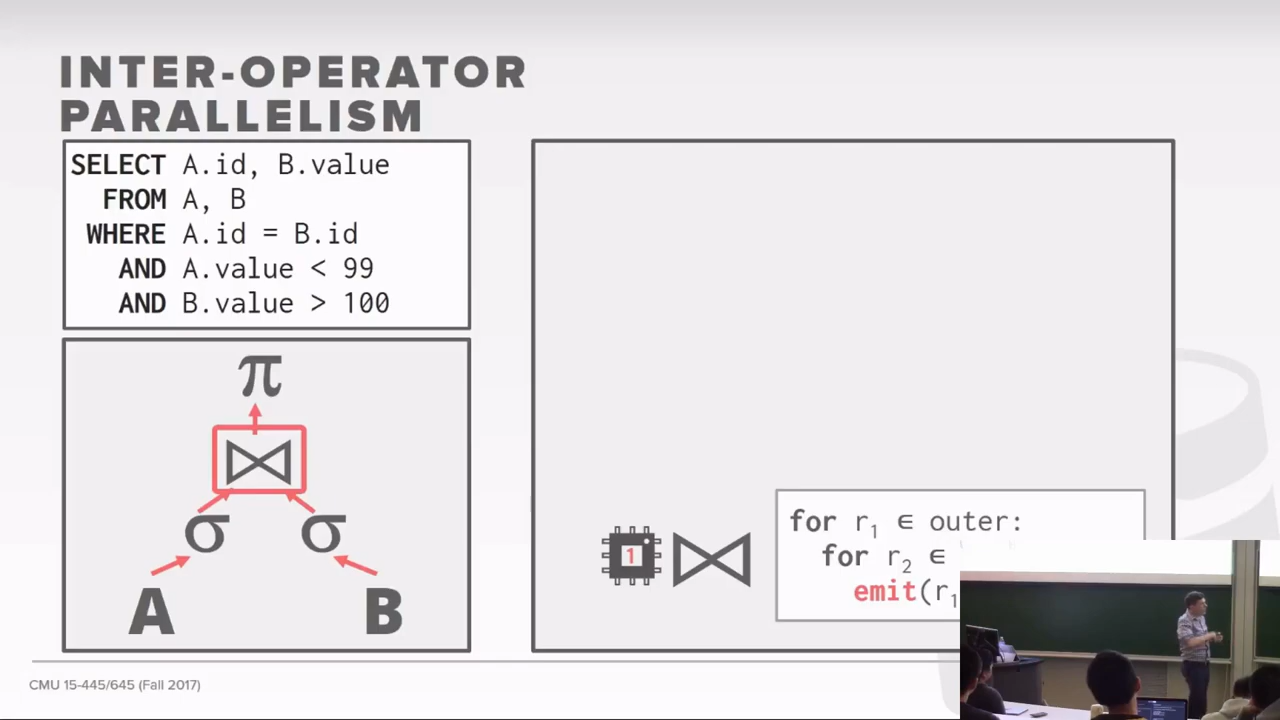 INTER-OPERATOR
PARALLELISM
SELECT A.id, B.value
FROM A, B
WHERE A.id = B.id
AND A.value < 99
AND B.value > 100
π
⋈
σ σ
A B
1 ⋈
for r₁ ∈ outer:
for r₂ ∈
emit(r₁
CMU 15-445/645 (Fall 2017)